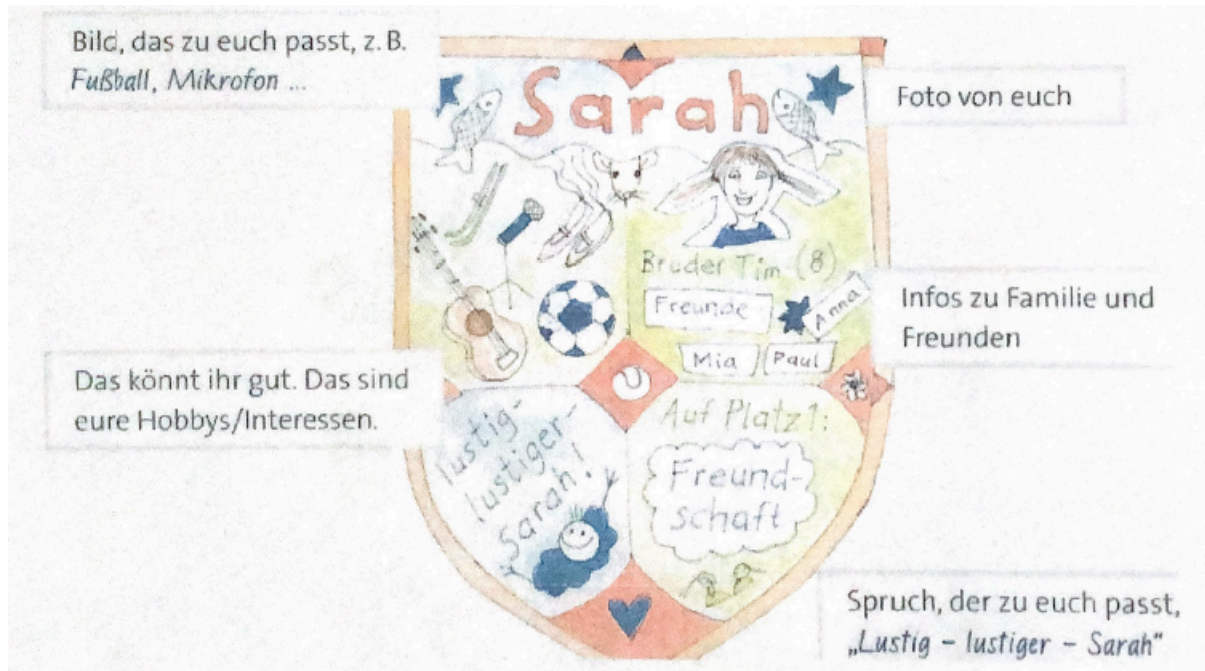 Bild, das zu euch passt, z. B.
Fußball, Mikrofon ...
Sarah
Foto von euch
Bruder Tim (8)
Freunde
Anna
Mia
Paul
Infos zu Familie und
Freunden
Das könnt ihr gut. Das sind
eure Hobbys/Interessen.
lustig-
lustiger-
Sarah!
Auf Platz 1:
Freund-
schaft
Spruch, der zu euch passt,
„Lustig – lustiger – Sarah"